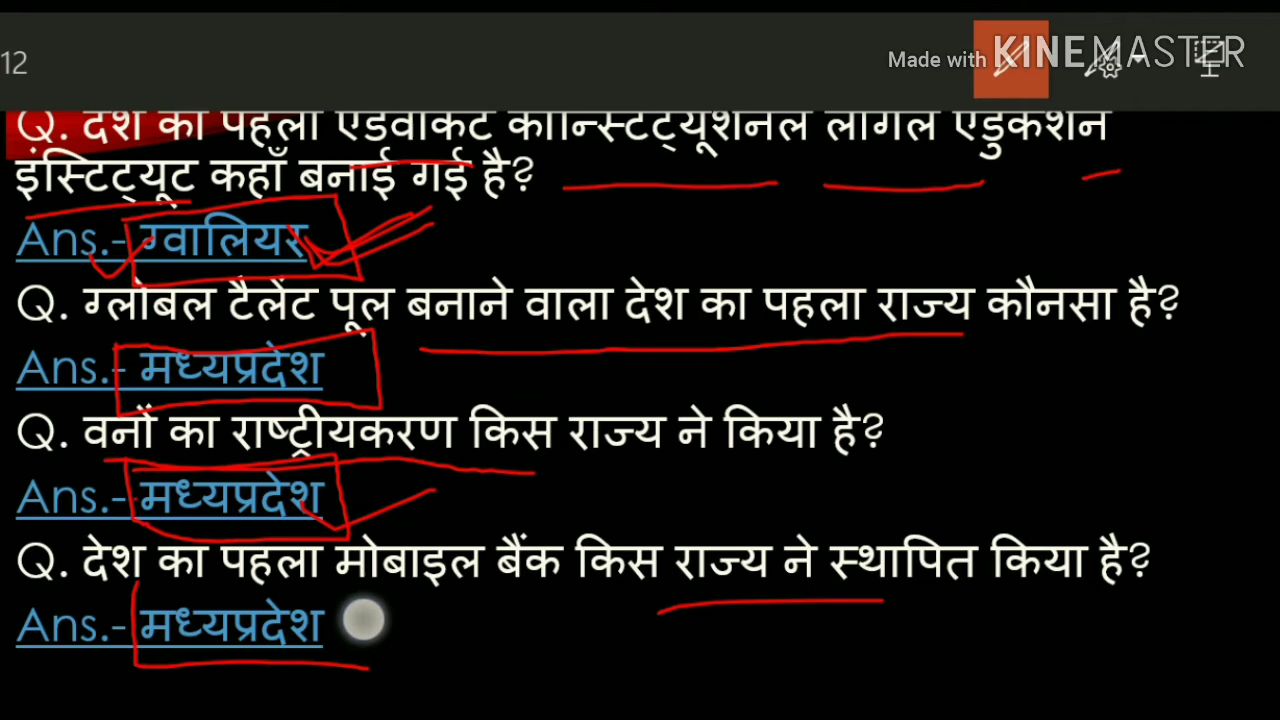 12
Made with KINEMASTER
Q. देश का पहला एडवोकेट कॉन्स्टिट्यूशनल लीगल एडुकेशन
इंस्टिट्यूट कहाँ बनाई गई है?
Ans.- ग्वालियर
Q. ग्लोबल टैलेंट पूल बनाने वाला देश का पहला राज्य कौनसा है?
Ans.- मध्यप्रदेश
Q. वनों का राष्ट्रीयकरण किस राज्य ने किया है?
Ans.- मध्यप्रदेश
Q. देश का पहला मोबाइल बैंक किस राज्य ने स्थापित किया है?
Ans.- मध्यप्रदेश